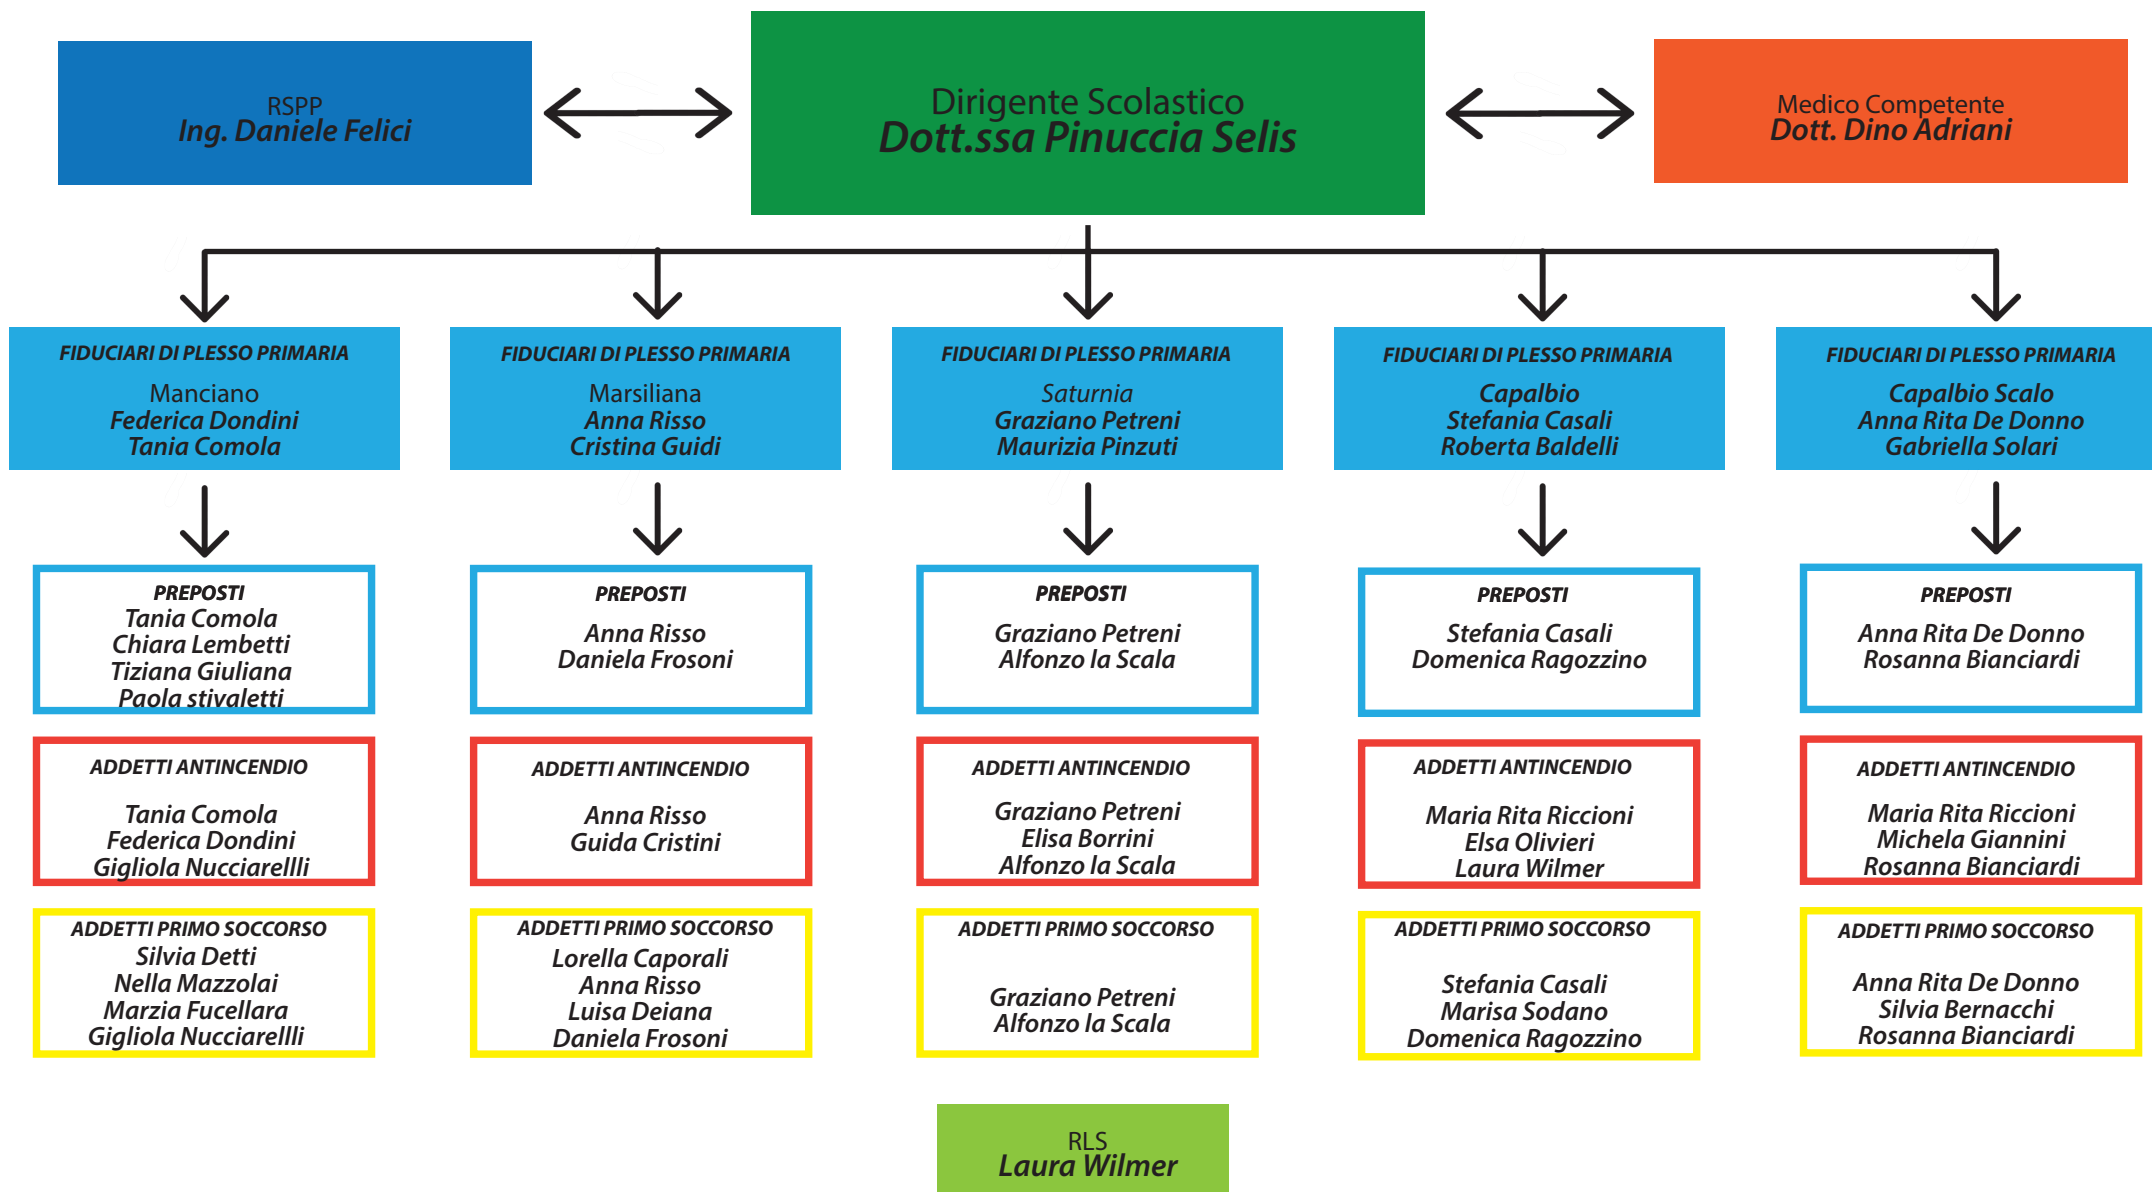 RSPP
Ing. Daniele Felici
Dirigente Scolastico
Dott.ssa Pinuccia Selis
Medico Competente
Dott. Dino Adriani
FIDUCIARI DI PLESSO PRIMARIA
Manciano
Federica Dondini
Tania Comola
FIDUCIARI DI PLESSO PRIMARIA
Marsiliana
Anna Risso
Cristina Guidi
FIDUCIARI DI PLESSO PRIMARIA
Saturnia
Graziano Petreni
Maurizia Pinzuti
FIDUCIARI DI PLESSO PRIMARIA
Capalbio
Stefania Casali
Roberta Baldelli
FIDUCIARI DI PLESSO PRIMARIA
Capalbio Scalo
Anna Rita De Donno
Gabriella Solari
PREPOSTI
Tania Comola
Chiara Lembetti
Tiziana Giuliana
Paola stivaletti
PREPOSTI
Anna Risso
Daniela Frosoni
PREPOSTI
Graziano Petreni
Alfonzo la Scala
PREPOSTI
Stefania Casali
Domenica Ragozzino
PREPOSTI
Anna Rita De Donno
Rosanna Bianciardi
ADDETTI ANTINCENDIO
Tania Comola
Federica Dondini
Gigliola Nucciarellli
ADDETTI ANTINCENDIO
Anna Risso
Guida Cristini
ADDETTI ANTINCENDIO
Graziano Petreni
Elisa Borrini
Alfonzo la Scala
ADDETTI ANTINCENDIO
Maria Rita Riccioni
Elsa Olivieri
Laura Wilmer
ADDETTI ANTINCENDIO
Maria Rita Riccioni
Michela Giannini
Rosanna Bianciardi
ADDETTI PRIMO SOCCORSO
Silvia Detti
Nella Mazzolai
Marzia Fucellara
Gigliola Nucciarellli
ADDETTI PRIMO SOCCORSO
Lorella Caporali
Anna Risso
Luisa Deiana
Daniela Frosoni
ADDETTI PRIMO SOCCORSO
Graziano Petreni
Alfonzo la Scala
ADDETTI PRIMO SOCCORSO
Stefania Casali
Marisa Sodano
Domenica Ragozzino
ADDETTI PRIMO SOCCORSO
Anna Rita De Donno
Silvia Bernacchi
Rosanna Bianciardi
RLS
Laura Wilmer